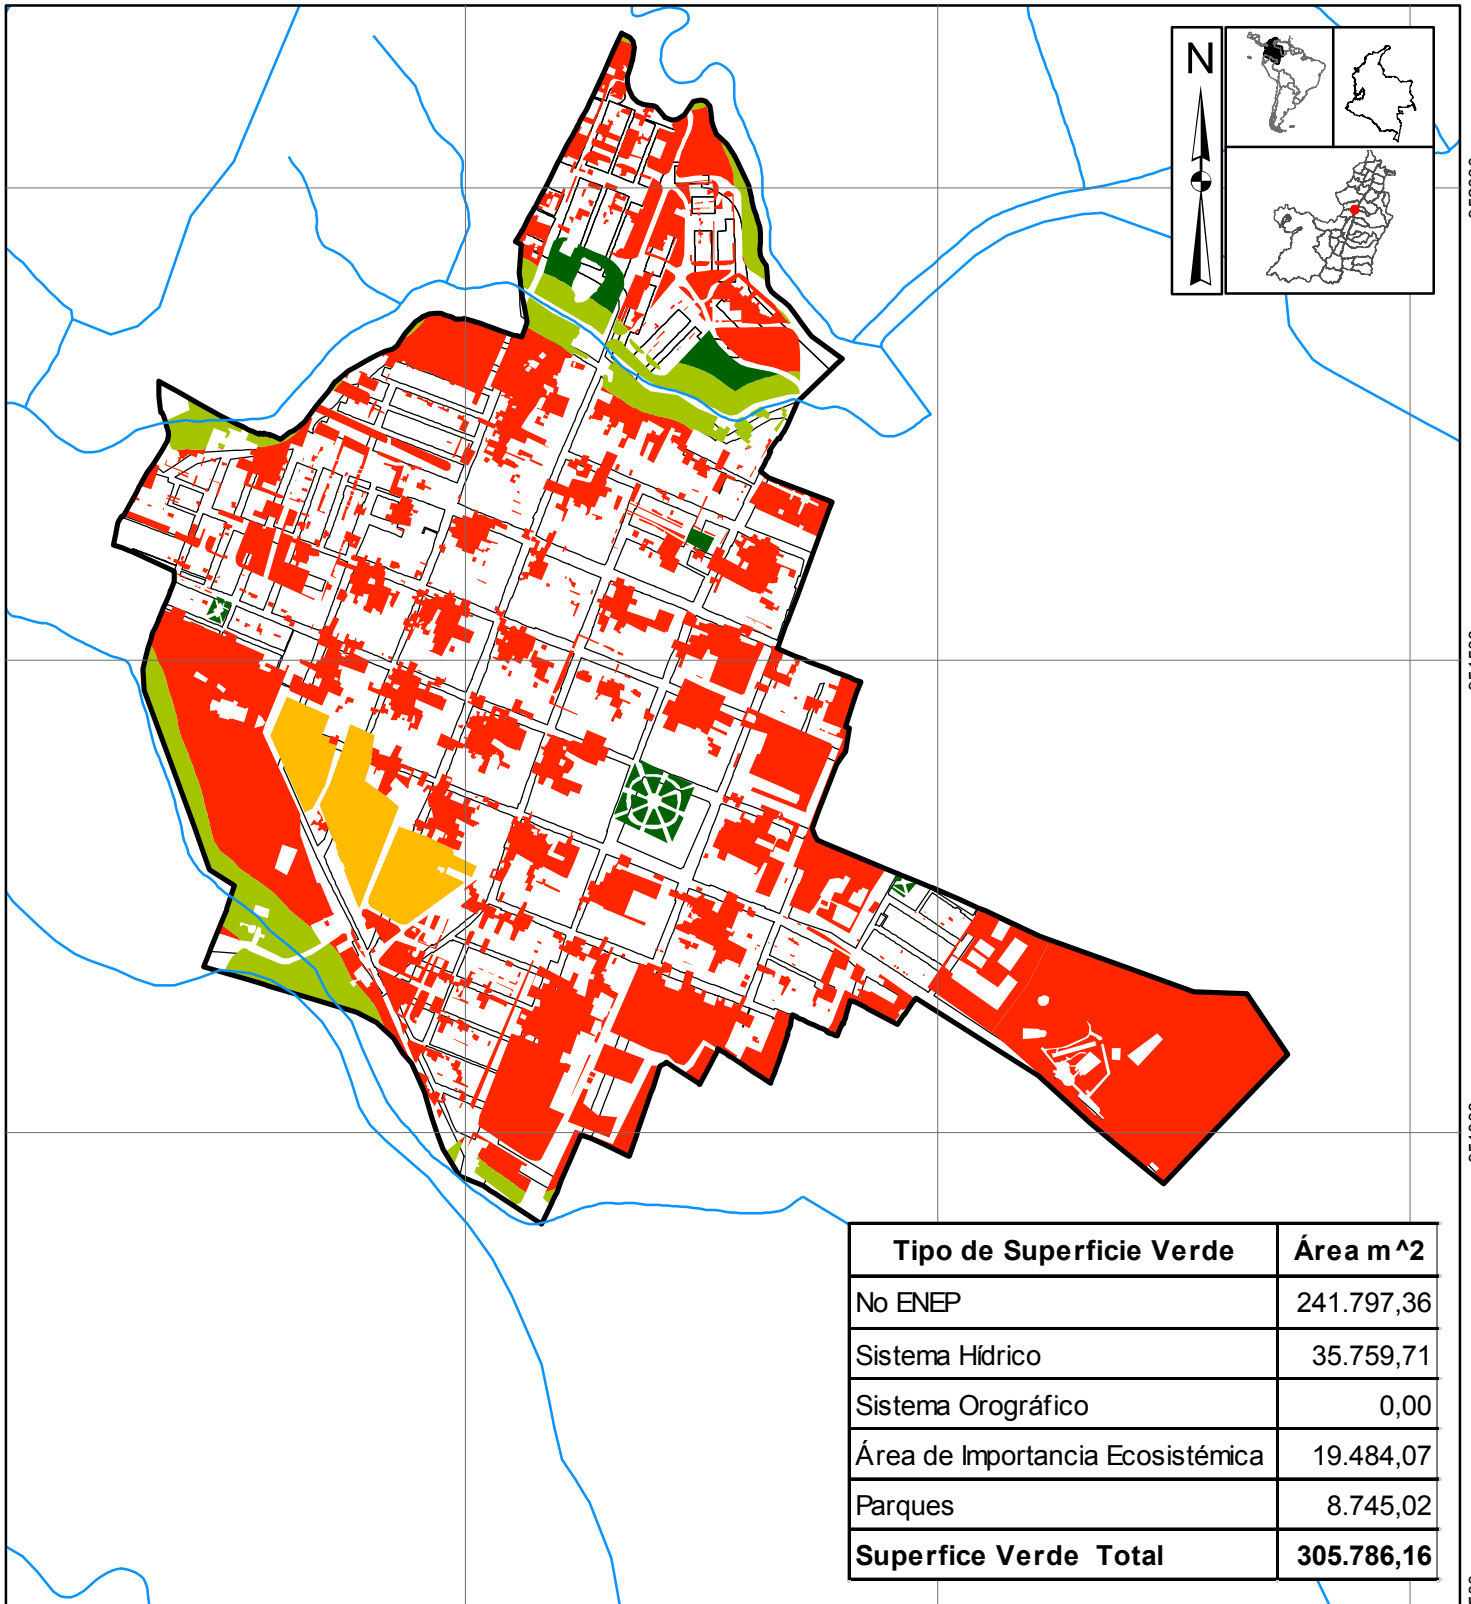 N
Tipo de Superficie Verde Área m^2
No ENEP 241.797,36
Sistema Hídrico 35.759,71
Sistema Orográfico 0,00
Área de Importancia Ecosistémica 19.484,07
Parques 8.745,02
Superfice Verde Total 305.786,16